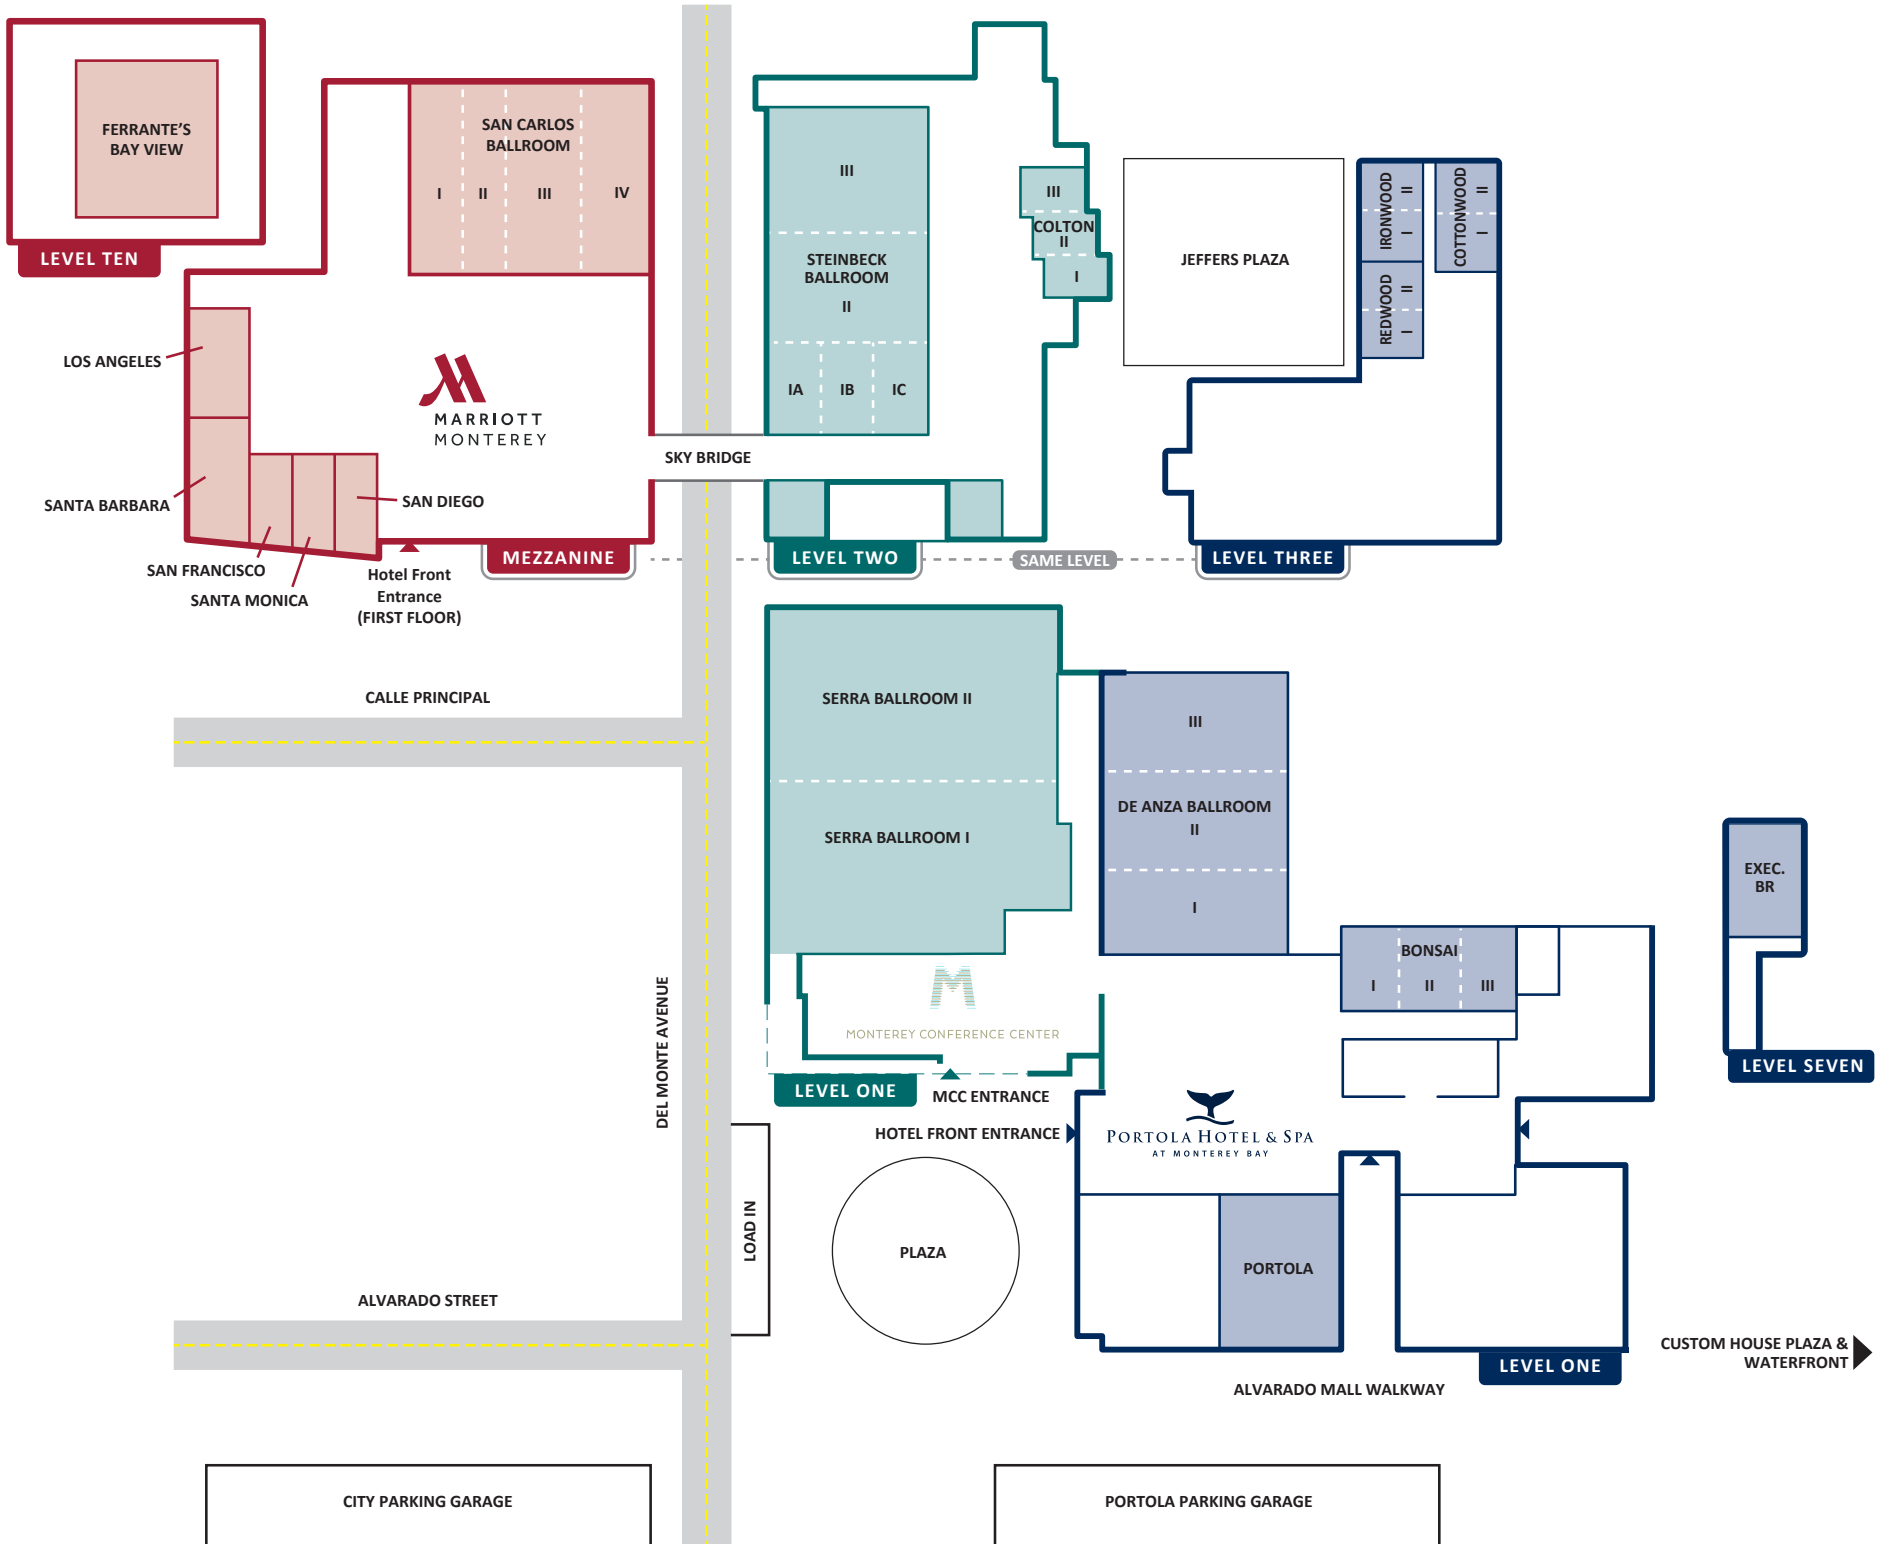 FERRANTE'S
BAY VIEW
LEVEL TEN
SAN CARLOS
BALLROOM
I
II
III
IV
LOS ANGELES
SANTA BARBARA
SAN FRANCISCO
SANTA MONICA
SAN DIEGO
MARRIOTT
MONTEREY
Hotel Front
Entrance
(FIRST FLOOR)
MEZZANINE
SKY BRIDGE
III
STEINBECK
BALLROOM
II
IA
IB
IC
III
COLTON
II
I
LEVEL TWO
SAME LEVEL
JEFFERS PLAZA
IRONWOOD
I
II
COTTONWOOD
I
II
REDWOOD
I
II
LEVEL THREE
CALLE PRINCIPAL
SERRA BALLROOM II
SERRA BALLROOM I
III
DE ANZA BALLROOM
II
I
M
MONTEREY CONFERENCE CENTER
LEVEL ONE
MCC ENTRANCE
HOTEL FRONT ENTRANCE
BONSAI
I
II
III
EXEC.
BR
LEVEL SEVEN
PORTOLA HOTEL & SPA
AT MONTEREY BAY
DEL MONTE AVENUE
LOAD IN
PLAZA
PORTOLA
LEVEL ONE
ALVARADO STREET
ALVARADO MALL WALKWAY
CUSTOM HOUSE PLAZA &
WATERFRONT
CITY PARKING GARAGE
PORTOLA PARKING GARAGE